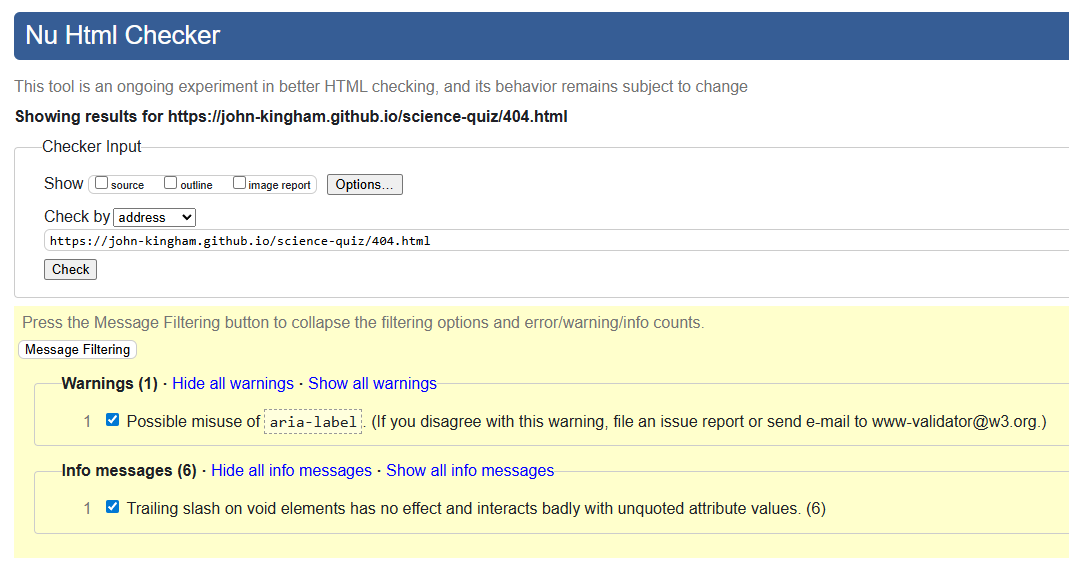 Nu Html Checker
This tool is an ongoing experiment in better HTML checking, and its behavior remains subject to change
Showing results for https://john-kingham.github.io/science-quiz/404.html
Checker Input
Show source outline image report Options...
Check by address
https://john-kingham.github.io/science-quiz/404.html
Check
Press the Message Filtering button to collapse the filtering options and error/warning/info counts.
Message Filtering
Warnings (1) · Hide all warnings · Show all warnings
1 Possible misuse of aria-label. (If you disagree with this warning, file an issue report or send e-mail to www-validator@w3.org.)
Info messages (6) · Hide all info messages · Show all info messages
1 Trailing slash on void elements has no effect and interacts badly with unquoted attribute values. (6)